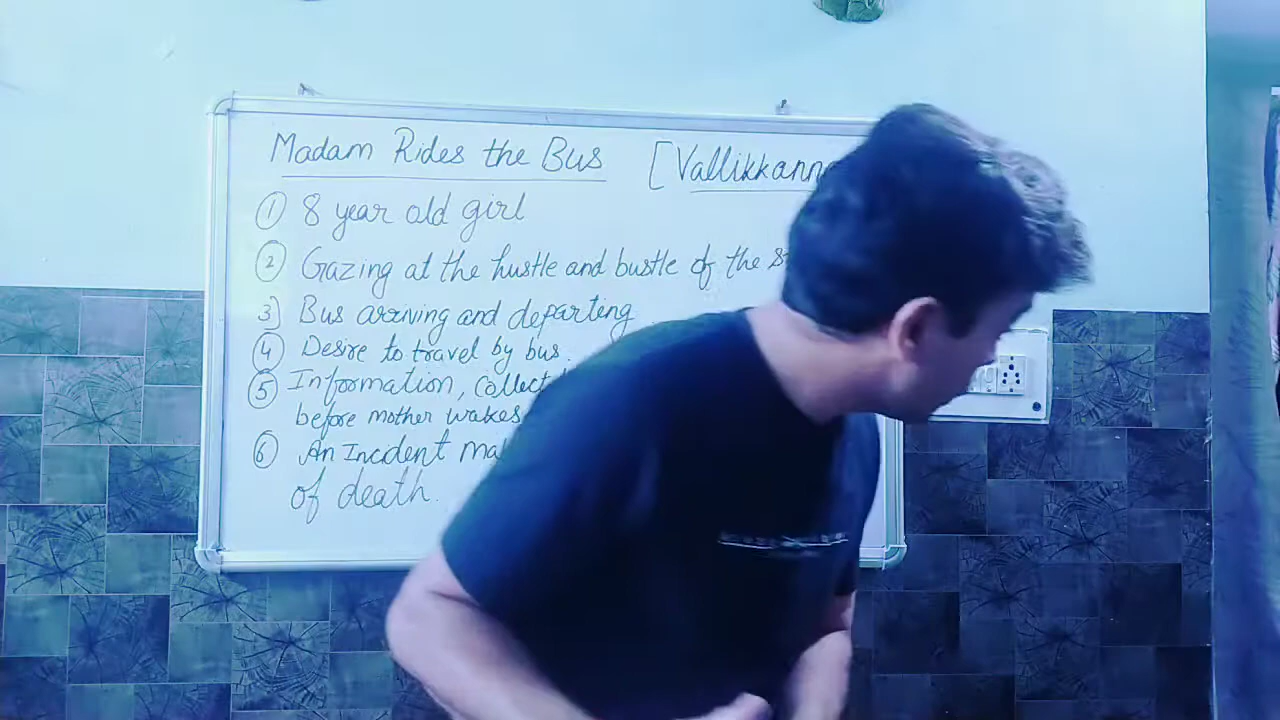 Madam Rides the Bus [Vallikkann
① 8 year old girl
② Gazing at the hustle and bustle of the
3) Bus arriving and departing
④ Desire to travel by bus.
⑤ Information, collect
before mother wakes
⑥ An Incident ma
of death.